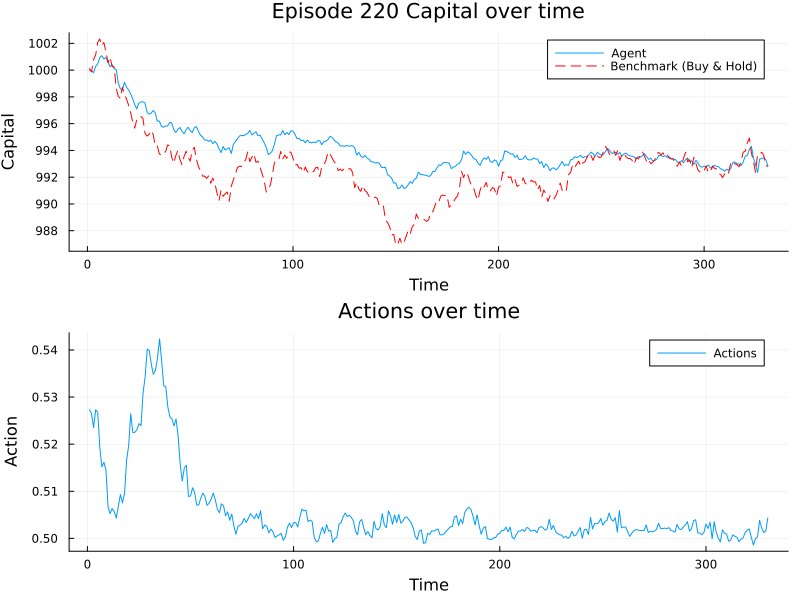 Episode 220 Capital over time
1002
1000
998
996
994
992
990
988
Capital
Agent
Benchmark (Buy & Hold)
0
100
200
300
Time
Actions over time
0.54
0.53
0.52
0.51
0.50
Action
Actions
0
100
200
300
Time